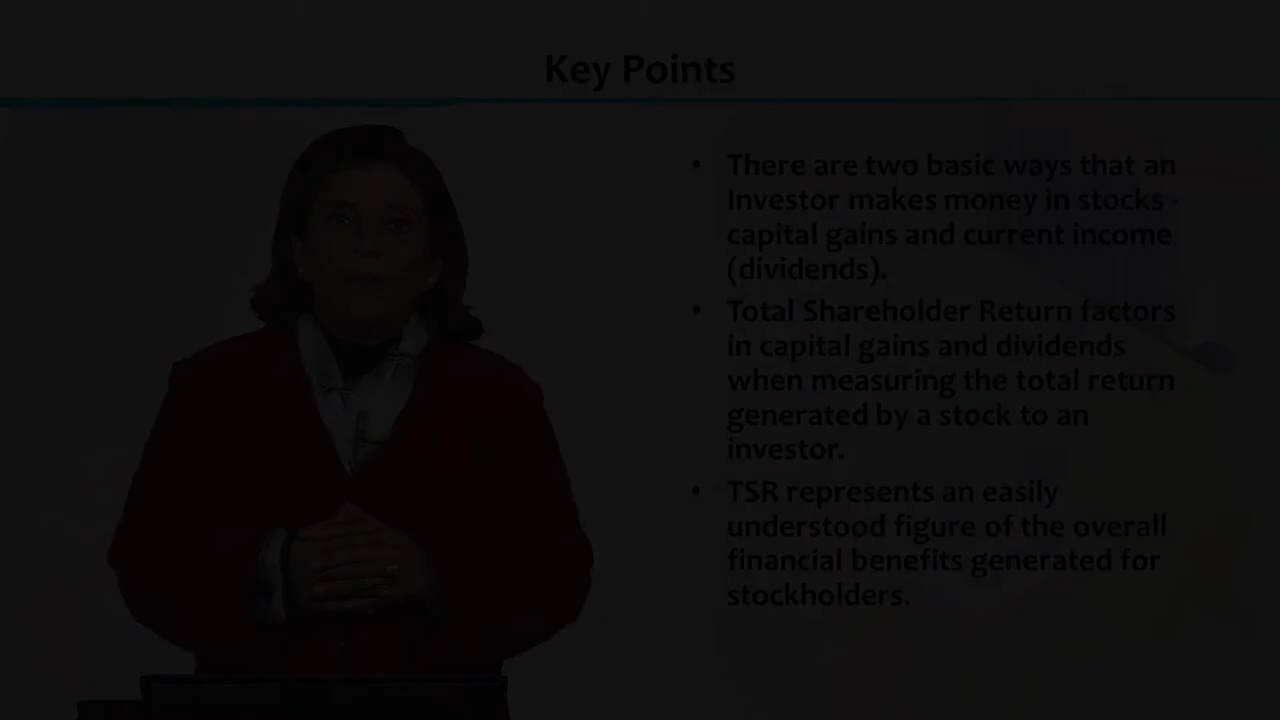 Key Points
• There are two basic ways that an
Investor makes money in stocks -
capital gains and current income
(dividends).
• Total Shareholder Return factors
in capital gains and dividends
when measuring the total return
generated by a stock to an
investor.
• TSR represents an easily
understood figure of the overall
financial benefits generated for
stockholders.